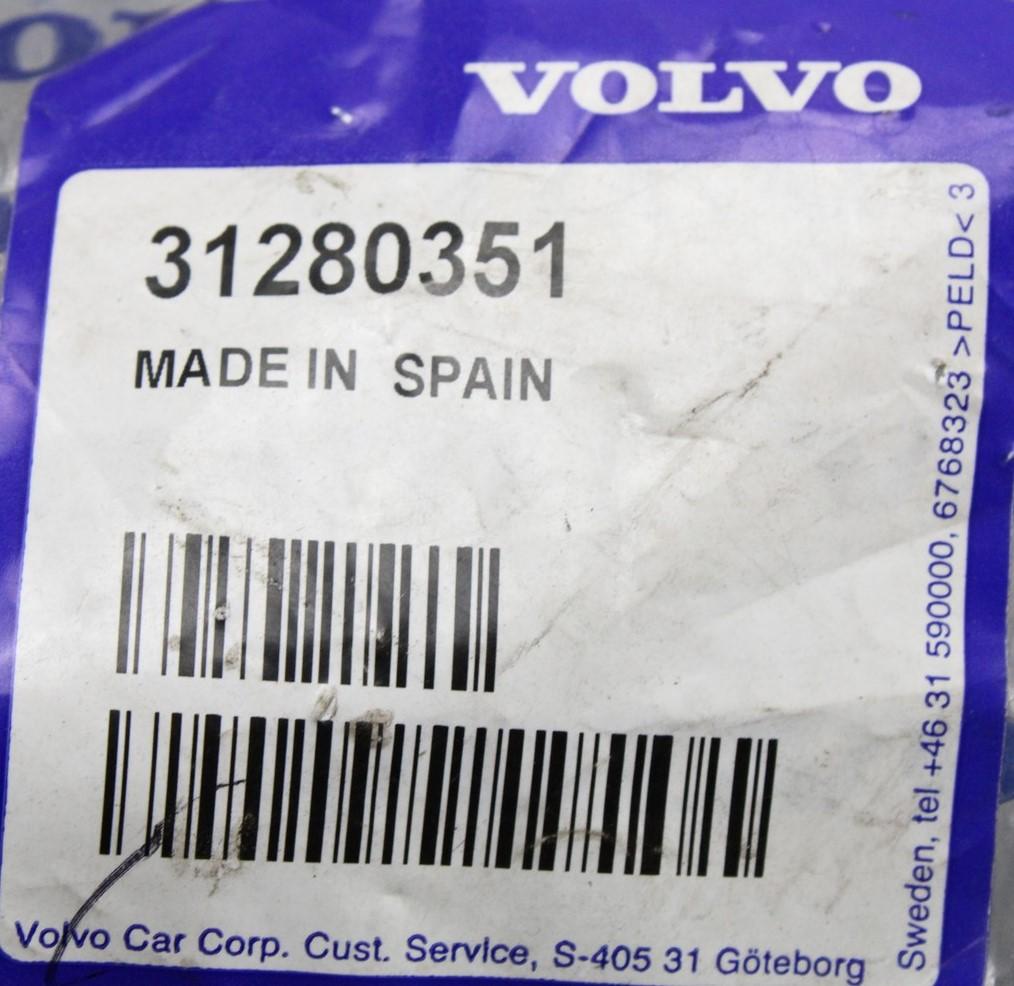 VOLVO
31280351
MADE IN SPAIN
Volvo Car Corp. Cust. Service, S-405 31 Göteborg
Sweden, tel +46 31 590000, 6768323 >PELD< 3